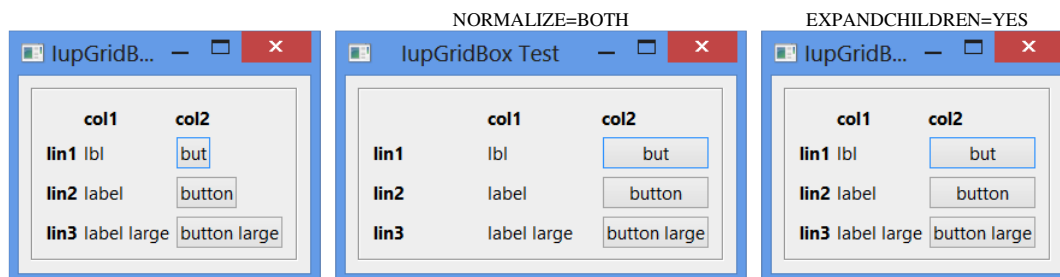 NORMALIZE=BOTH EXPANDCHILDREN=YES
IupGridB... IupGridBox Test IupGridB...
col1 col2 col1 col2 col1 col2
lin1 lbl but lin1 lbl but lin1 lbl but
lin2 label button lin2 label button lin2 label button
lin3 label large button large lin3 label large button large lin3 label large button large